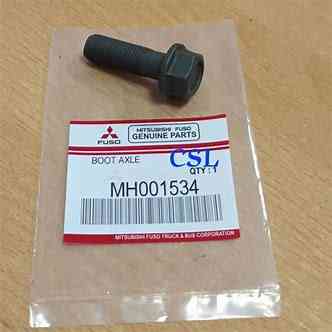 FUSO
MITSUBISHI FUSO
GENUINE PARTS
BOOT AXLE
CSL
QTY : 1
MH001534
MITSUBISHI FUSO TRUCK & BUS CORPORATION